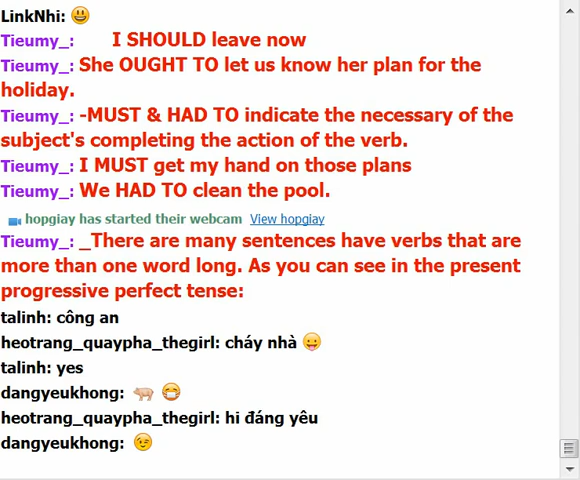 LinkNhi:
Tieumy_: I SHOULD leave now
Tieumy_: She OUGHT TO let us know her plan for the
holiday.
Tieumy_: -MUST & HAD TO indicate the necessary of the
subject's completing the action of the verb.
Tieumy_: I MUST get my hand on those plans
Tieumy_: We HAD TO clean the pool.
hopgiay has started their webcam View hopgiay
Tieumy_: _There are many sentences have verbs that are
more than one word long. As you can see in the present
progressive perfect tense:
talinh: công an
heotrang_quaypha_thegirl: cháy nhà
talinh: yes
dangyeukhong:
heotrang_quaypha_thegirl: hi đáng yêu
dangyeukhong: